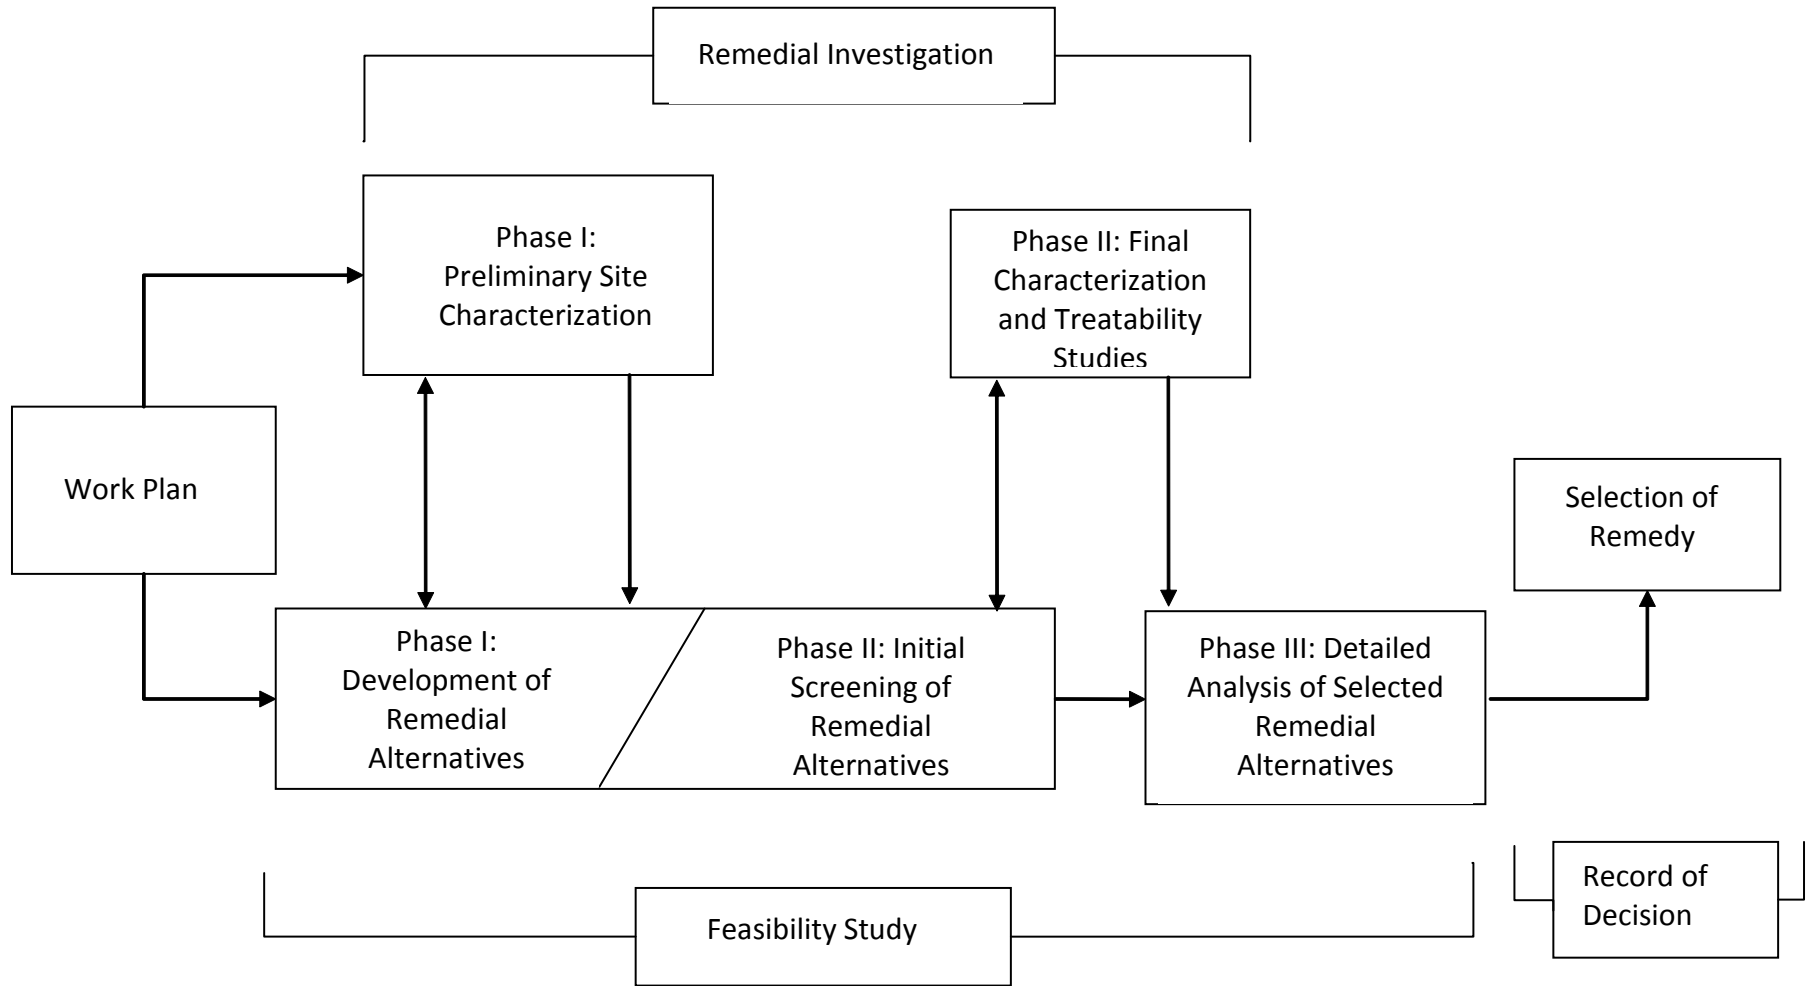 Remedial Investigation
Phase I:
Preliminary Site
Characterization
Phase II: Final
Characterization
and Treatability
Studies
Work Plan
Selection of
Remedy
Phase I:
Development of
Remedial
Alternatives
Phase II: Initial
Screening of
Remedial
Alternatives
Phase III: Detailed
Analysis of Selected
Remedial
Alternatives
Feasibility Study
Record of
Decision